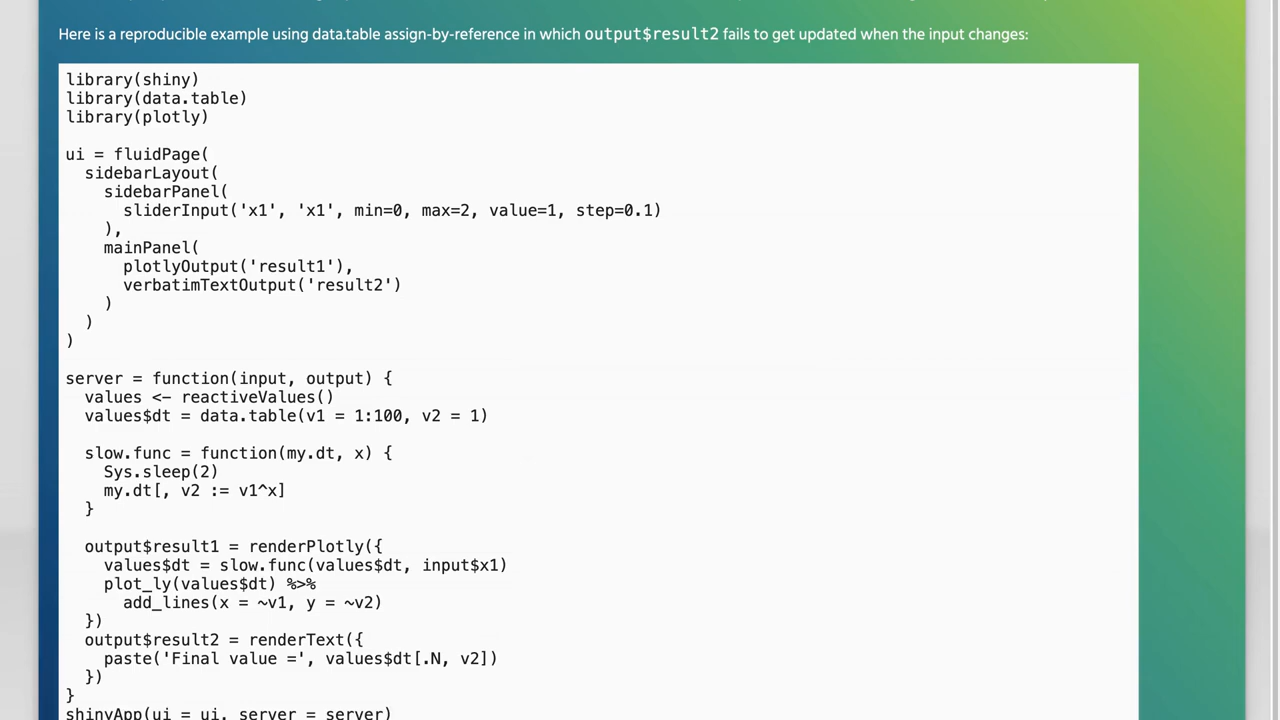 Here is a reproducible example using data.table assign-by-reference in which output$result2 fails to get updated when the input changes:
library(shiny)
library(data.table)
library(plotly)
ui = fluidPage(
  sidebarLayout(
    sidebarPanel(
      sliderInput('x1', 'x1', min=0, max=2, value=1, step=0.1)
    ),
    mainPanel(
      plotlyOutput('result1'),
      verbatimTextOutput('result2')
    )
  )
)
server = function(input, output) {
  values <- reactiveValues()
  values$dt = data.table(v1 = 1:100, v2 = 1)
  slow.func = function(my.dt, x) {
    Sys.sleep(2)
    my.dt[, v2 := v1^x]
  }
  output$result1 = renderPlotly({
    values$dt = slow.func(values$dt, input$x1)
    plot_ly(values$dt) %>%
      add_lines(x = ~v1, y = ~v2)
  })
  output$result2 = renderText({
    paste('Final value =', values$dt[.N, v2])
  })
}
shinyApp(ui = ui, server = server)